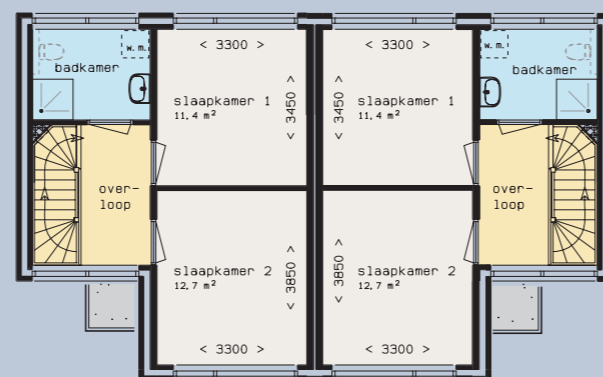 w.m.
badkamer
< 3300 >
< 3300 >
w.m.
badkamer
slaapkamer 1
11,4 m²
< 3450 >
< 3450 >
slaapkamer 1
11,4 m²
over-
loop
over-
loop
slaapkamer 2
12,7 m²
< 3850 >
< 3850 >
slaapkamer 2
12,7 m²
< 3300 >
< 3300 >